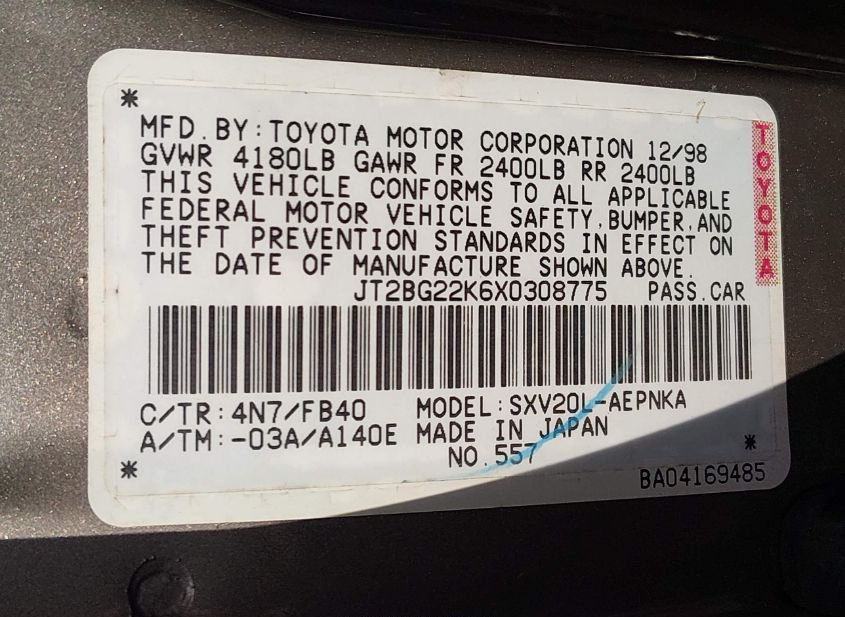 MFD.BY:TOYOTA MOTOR CORPORATION 12/98
GVWR 4180LB GAWR FR 2400LB RR 2400LB
THIS VEHICLE CONFORMS TO ALL APPLICABLE
FEDERAL MOTOR VEHICLE SAFETY,BUMPER,AND
THEFT PREVENTION STANDARDS IN EFFECT ON
THE DATE OF MANUFACTURE SHOWN ABOVE.
JT2BG22K6X0308775 PASS.CAR
C/TR:4N7/FB40 MODEL:SXV20L-AEPNKA
A/TM:-03A/A140E MADE IN JAPAN
NO.557
BA04169485
TOYOTA